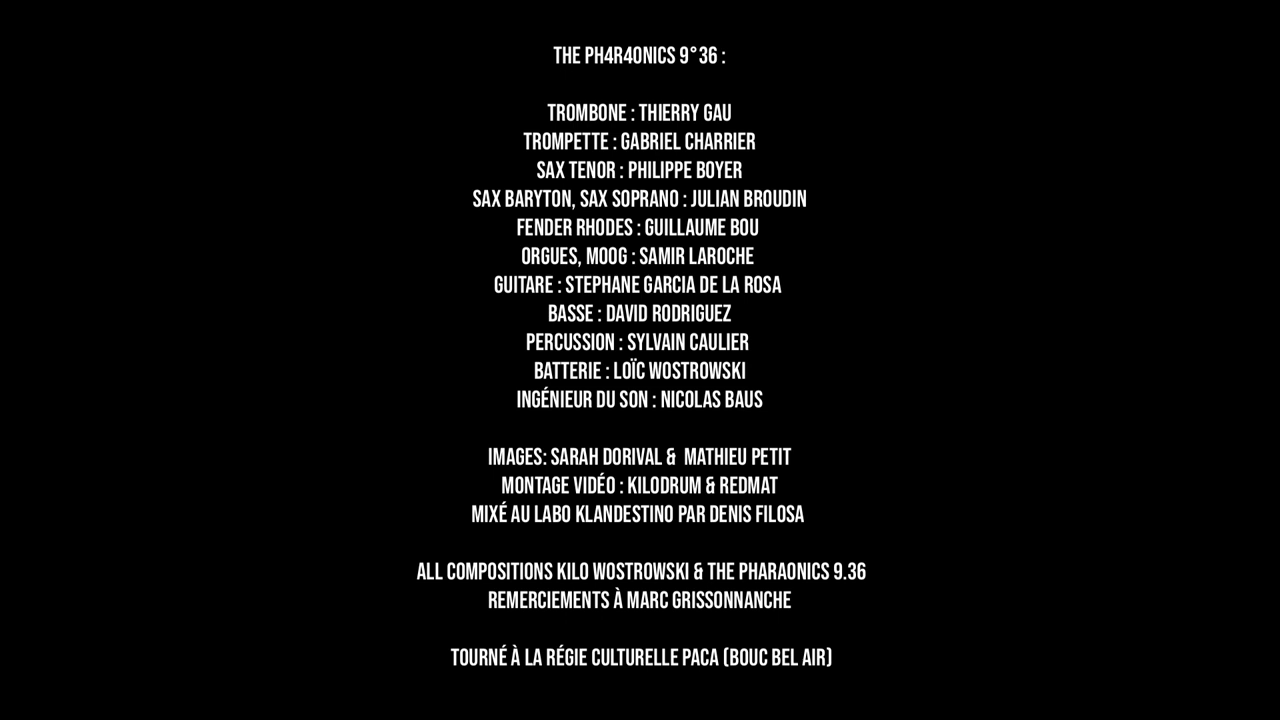 THE PH4R4ONICS 9°36 :
TROMBONE : THIERRY GAU
TROMPETTE : GABRIEL CHARRIER
SAX TENOR : PHILIPPE BOYER
SAX BARYTON, SAX SOPRANO : JULIAN BROUDIN
FENDER RHODES : GUILLAUME BOU
ORGUES, MOOG : SAMIR LAROCHE
GUITARE : STEPHANE GARCIA DE LA ROSA
BASSE : DAVID RODRIGUEZ
PERCUSSION : SYLVAIN CAULIER
BATTERIE : LOÏC WOSTROWSKI
INGÉNIEUR DU SON : NICOLAS BAUS
IMAGES: SARAH DORIVAL & MATHIEU PETIT
MONTAGE VIDÉO : KILODRUM & REDMAT
MIXÉ AU LABO KLANDESTINO PAR DENIS FILOSA
ALL COMPOSITIONS KILO WOSTROWSKI & THE PHARAONICS 9.36
REMERCIEMENTS À MARC GRISSONNANCHE
TOURNÉ À LA RÉGIE CULTURELLE PACA (BOUC BEL AIR)